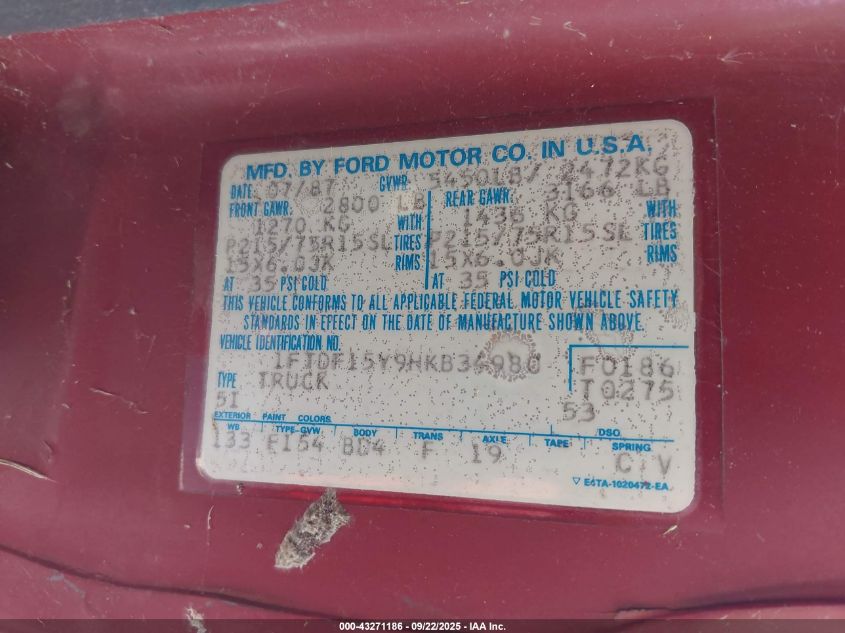 MFD. BY FORD MOTOR CO. IN U.S.A.
DATE: 07/87 GVWR: 5450LB/ 2472KG
FRONT GAWR: 2800 LB REAR GAWR: 3166 LB
1270 KG WITH 1436 KG WITH
P215/75R15SL TIRES P215/75R15SL TIRES
15X6.0JK RIMS 15X6.0JK RIMS
AT 35 PSI COLD AT 35 PSI COLD
THIS VEHICLE CONFORMS TO ALL APPLICABLE FEDERAL MOTOR VEHICLE SAFETY
STANDARDS IN EFFECT ON THE DATE OF MANUFACTURE SHOWN ABOVE.
VEHICLE IDENTIFICATION NO.
F0186
TYPE TRUCK T0275
5I 53
EXTERIOR PAINT COLORS DSO
WB TYPE-GVW BODY TRANS AXLE TAPE SPRING
133 F 19 C V
▽ E6TA-1020472-EA
000-43271186 - 09/22/2025 - IAA Inc.